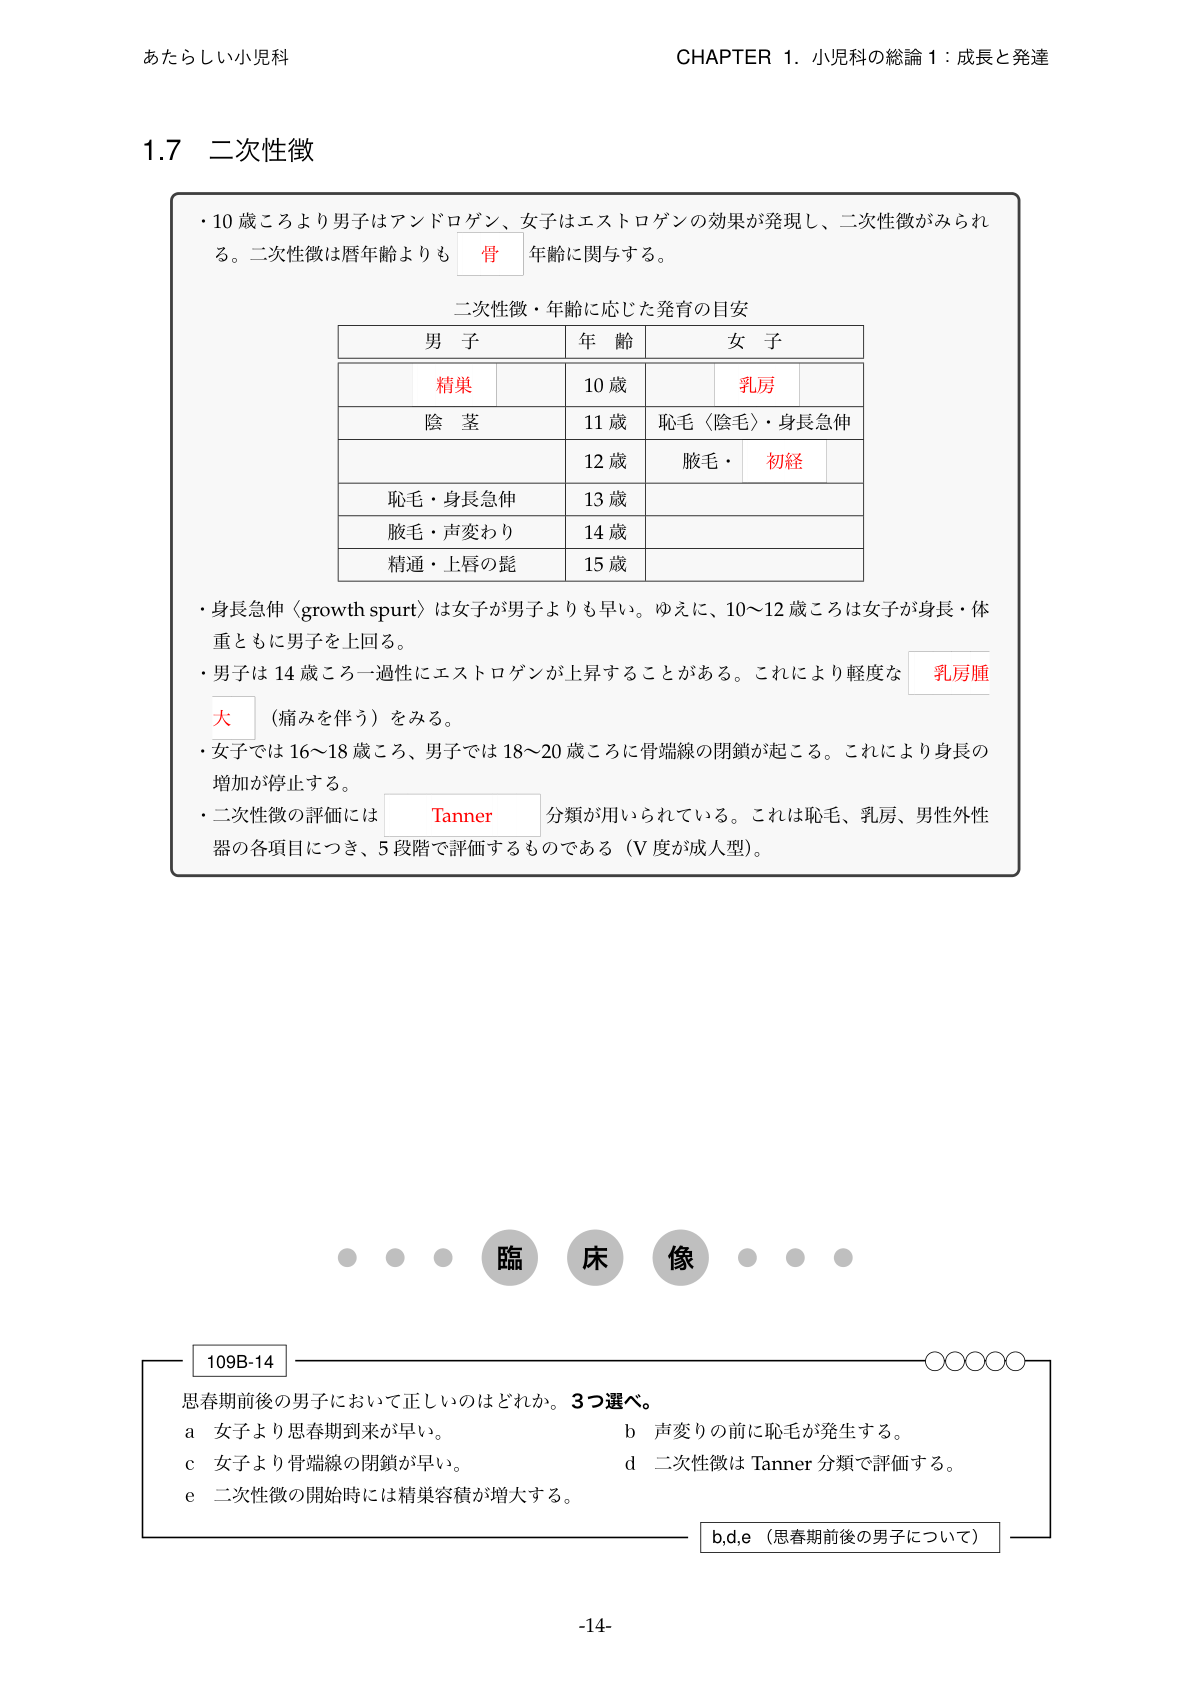 あたらしい小児科
CHAPTER 1. 小児科の総論 1：成長と発達
1.7 二次性徴
・10 歳ころより男子はアンドロゲン、女子はエストロゲンの効果が発現し、二次性徴がみられ
る。二次性徴は暦年齢よりも 骨 年齢に関与する。
二次性徴・年齢に応じた発育の目安
男 子 年 齢 女 子
精巣 10 歳 乳房
陰 茎 11 歳 恥毛〈陰毛〉・身長急伸
12 歳 腋毛・ 初経
恥毛・身長急伸 13 歳
腋毛・声変わり 14 歳
精通・上唇の髭 15 歳
・身長急伸〈growth spurt〉は女子が男子よりも早い。ゆえに、10〜12 歳ころは女子が身長・体
重ともに男子を上回る。
・男子は 14 歳ころ一過性にエストロゲンが上昇することがある。これにより軽度な 乳房腫
大 （痛みを伴う）をみる。
・女子では 16〜18 歳ころ、男子では 18〜20 歳ころに骨端線の閉鎖が起こる。これにより身長の
増加が停止する。
・二次性徴の評価には Tanner 分類が用いられている。これは恥毛、乳房、男性外性
器の各項目につき、5 段階で評価するものである（V 度が成人型）。
臨 床 像
109B-14
思春期前後の男子において正しいのはどれか。3つ選べ。
a 女子より思春期到来が早い。 b 声変りの前に恥毛が発生する。
c 女子より骨端線の閉鎖が早い。 d 二次性徴は Tanner 分類で評価する。
e 二次性徴の開始時には精巣容積が増大する。
b,d,e （思春期前後の男子について）
-14-